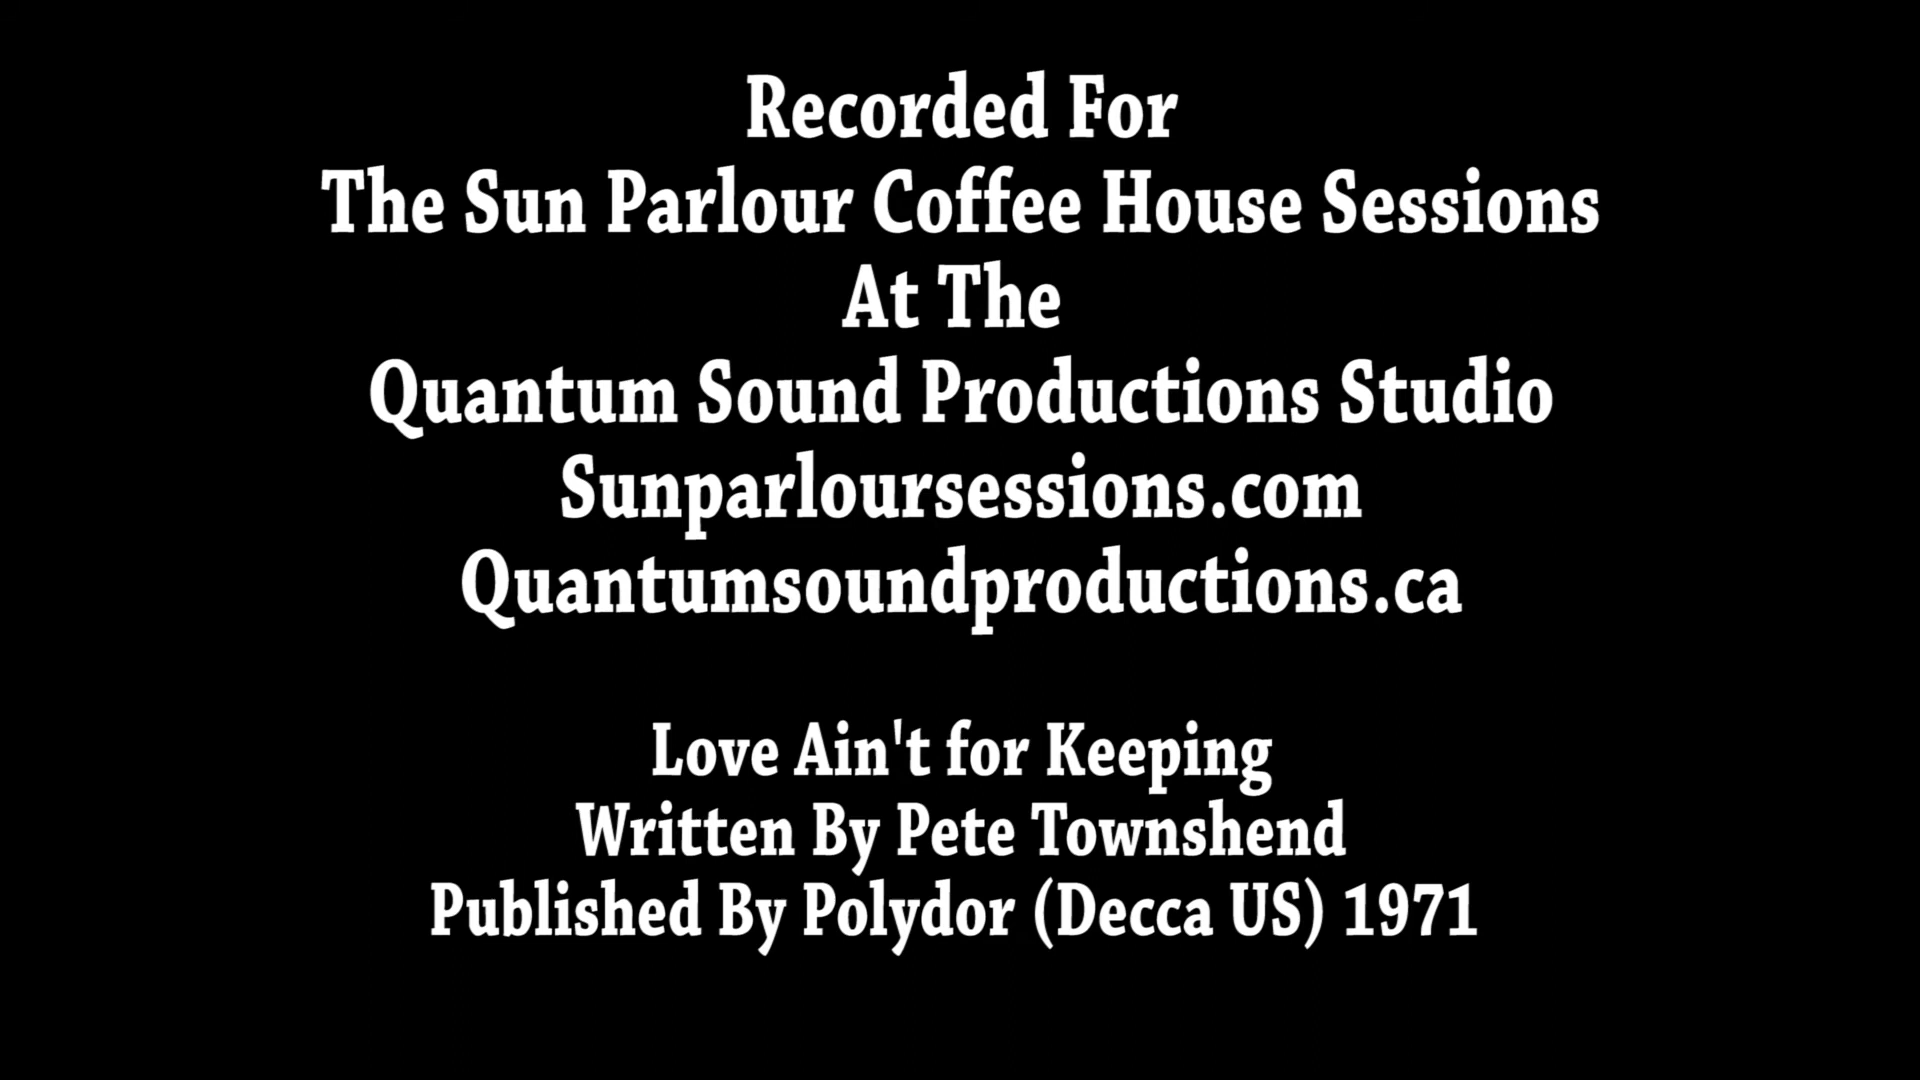 Recorded For
The Sun Parlour Coffee House Sessions
At The
Quantum Sound Productions Studio
Sunparloursessions.com
Quantumsoundproductions.ca
Love Ain't for Keeping
Written By Pete Townshend
Published By Polydor (Decca US) 1971